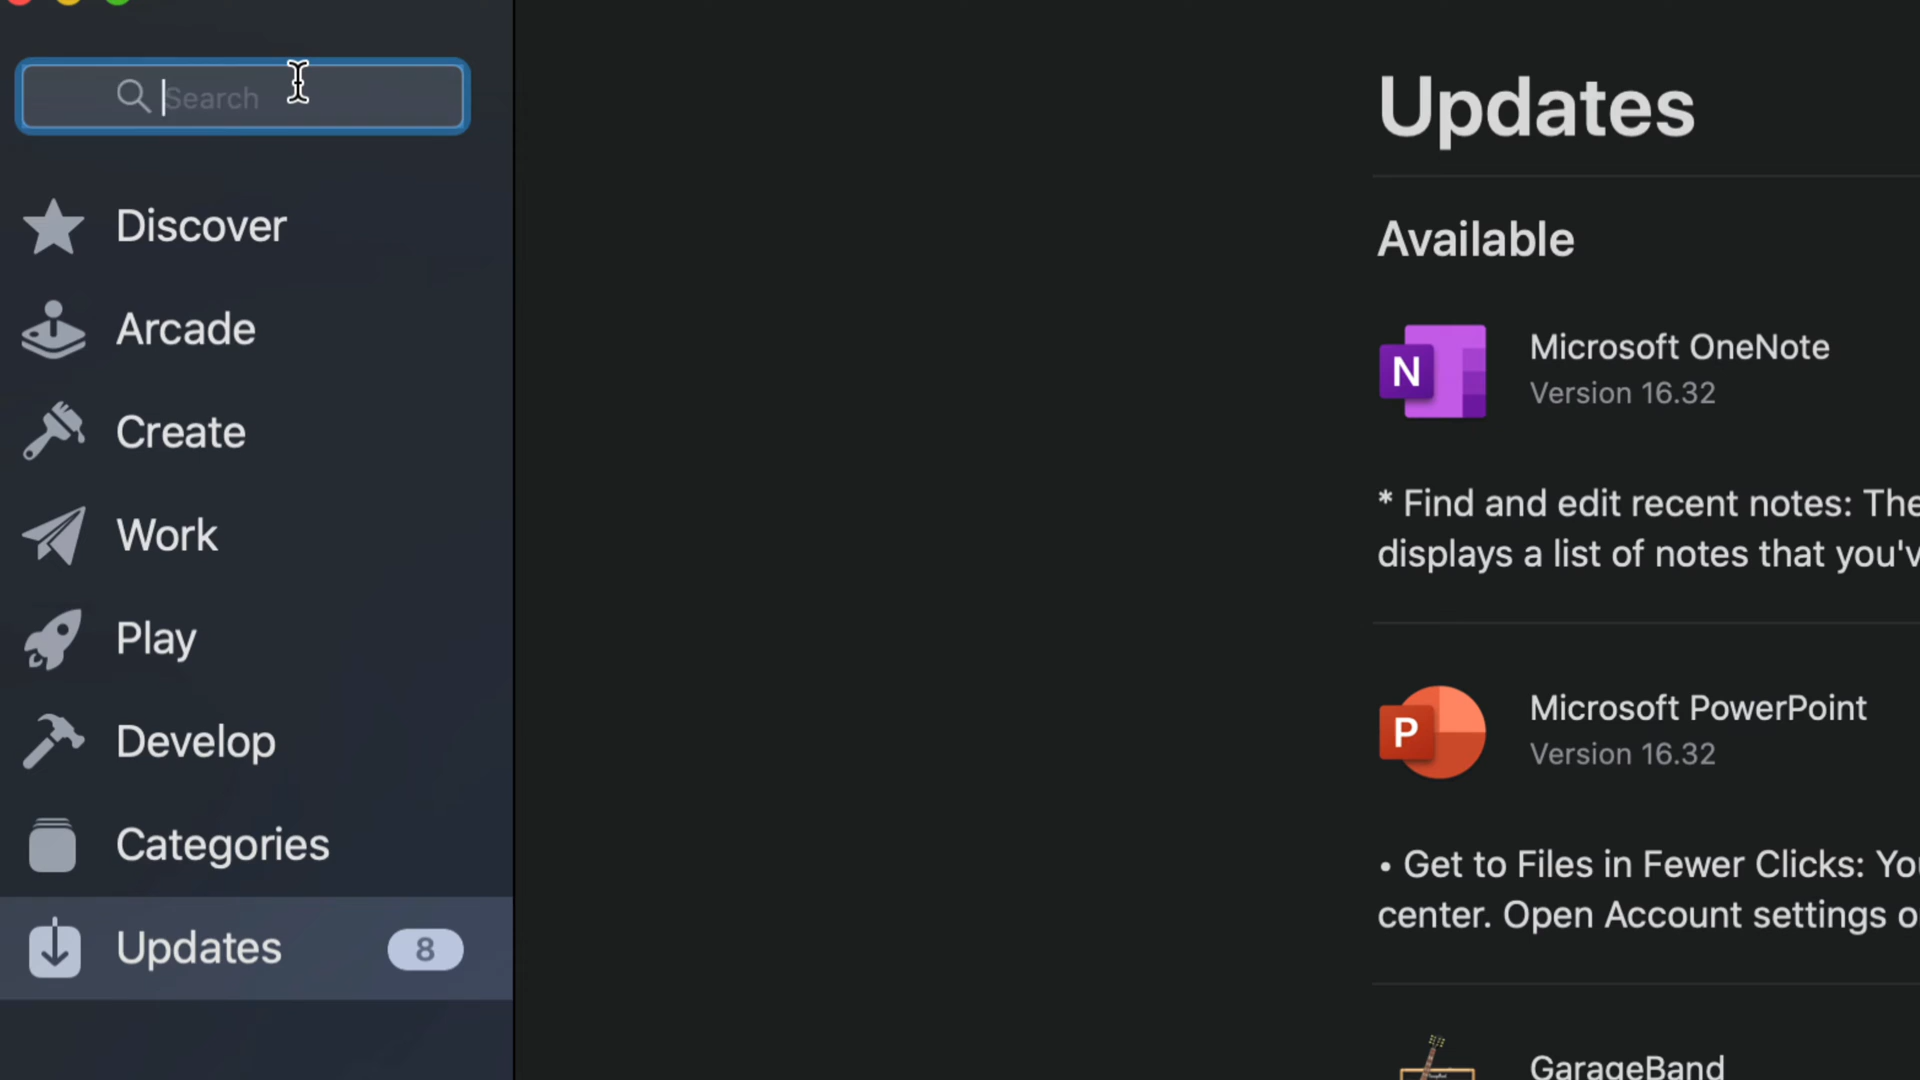 Search
Discover
Arcade
Create
Work
Play
Develop
Categories
Updates 8
Updates
Available
N
Microsoft OneNote
Version 16.32
* Find and edit recent notes: The
displays a list of notes that you'v
P
Microsoft PowerPoint
Version 16.32
• Get to Files in Fewer Clicks: You
center. Open Account settings o
GarageBand